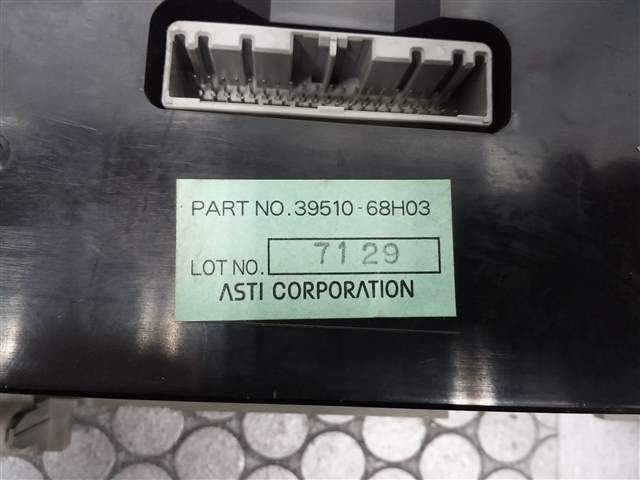 PART NO.39510-68H03
LOT NO. 7129
ASTI CORPORATION